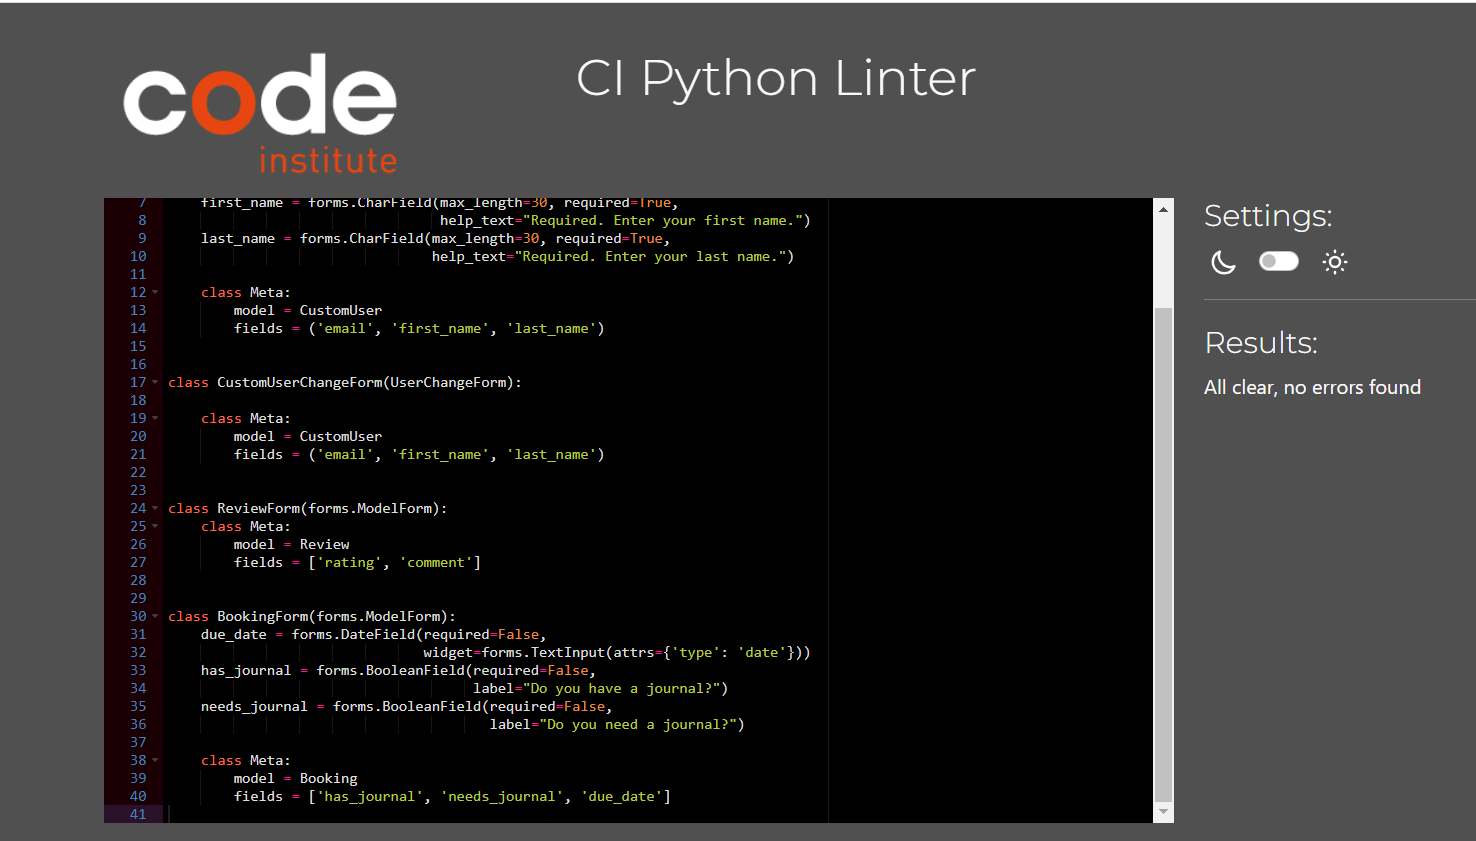 code
institute
CI Python Linter
7 first_name = forms.CharField(max_length=30, required=True,
8 help_text="Required. Enter your first name.")
9 last_name = forms.CharField(max_length=30, required=True,
10 help_text="Required. Enter your last name.")
11
12 class Meta:
13 model = CustomUser
14 fields = ('email', 'first_name', 'last_name')
15
16
17 class CustomUserChangeForm(UserChangeForm):
18
19 class Meta:
20 model = CustomUser
21 fields = ('email', 'first_name', 'last_name')
22
23
24 class ReviewForm(forms.ModelForm):
25 class Meta:
26 model = Review
27 fields = ['rating', 'comment']
28
29
30 class BookingForm(forms.ModelForm):
31 due_date = forms.DateField(required=False,
32 widget=forms.TextInput(attrs={'type': 'date'}))
33 has_journal = forms.BooleanField(required=False,
34 label="Do you have a journal?")
35 needs_journal = forms.BooleanField(required=False,
36 label="Do you need a journal?")
37
38 class Meta:
39 model = Booking
40 fields = ['has_journal', 'needs_journal', 'due_date']
41
Settings:
Results:
All clear, no errors found